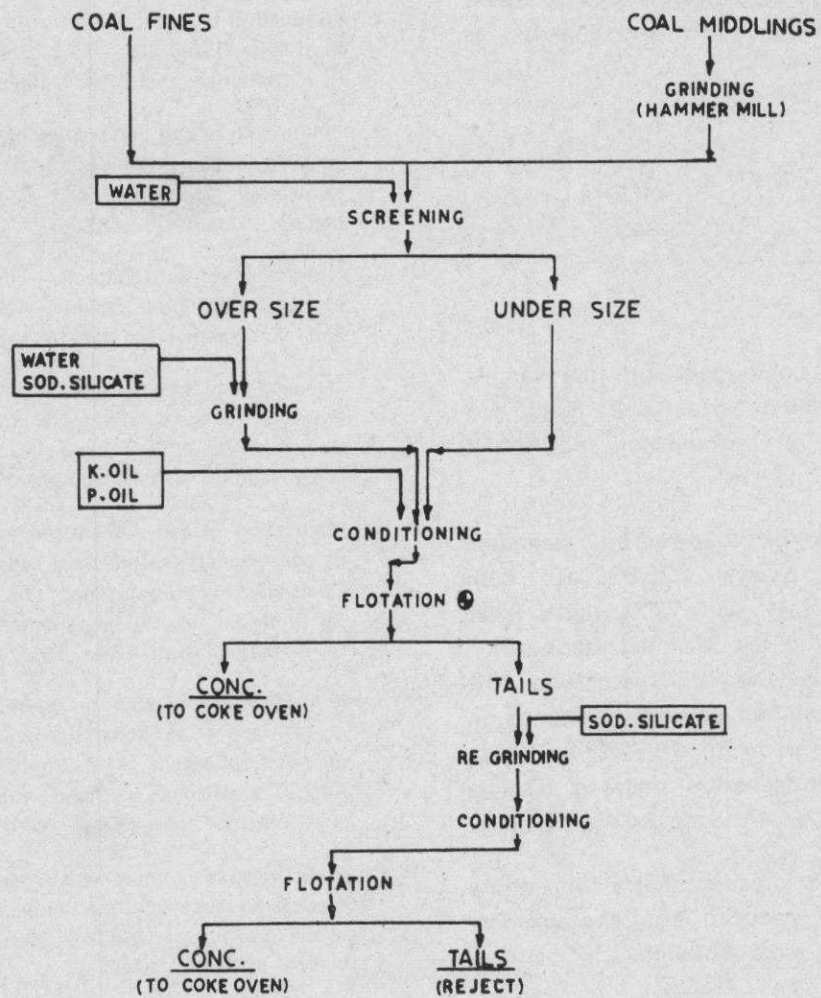 COAL FINES
COAL MIDDLINGS
GRINDING
(HAMMER MILL)
WATER
SCREENING
OVER SIZE
UNDER SIZE
WATER
SOD. SILICATE
GRINDING
K. OIL
P. OIL
CONDITIONING
FLOTATION
CONC.
(TO COKE OVEN)
TAILS
SOD. SILICATE
RE GRINDING
CONDITIONING
FLOTATION
CONC.
(TO COKE OVEN)
TAILS
(REJECT)